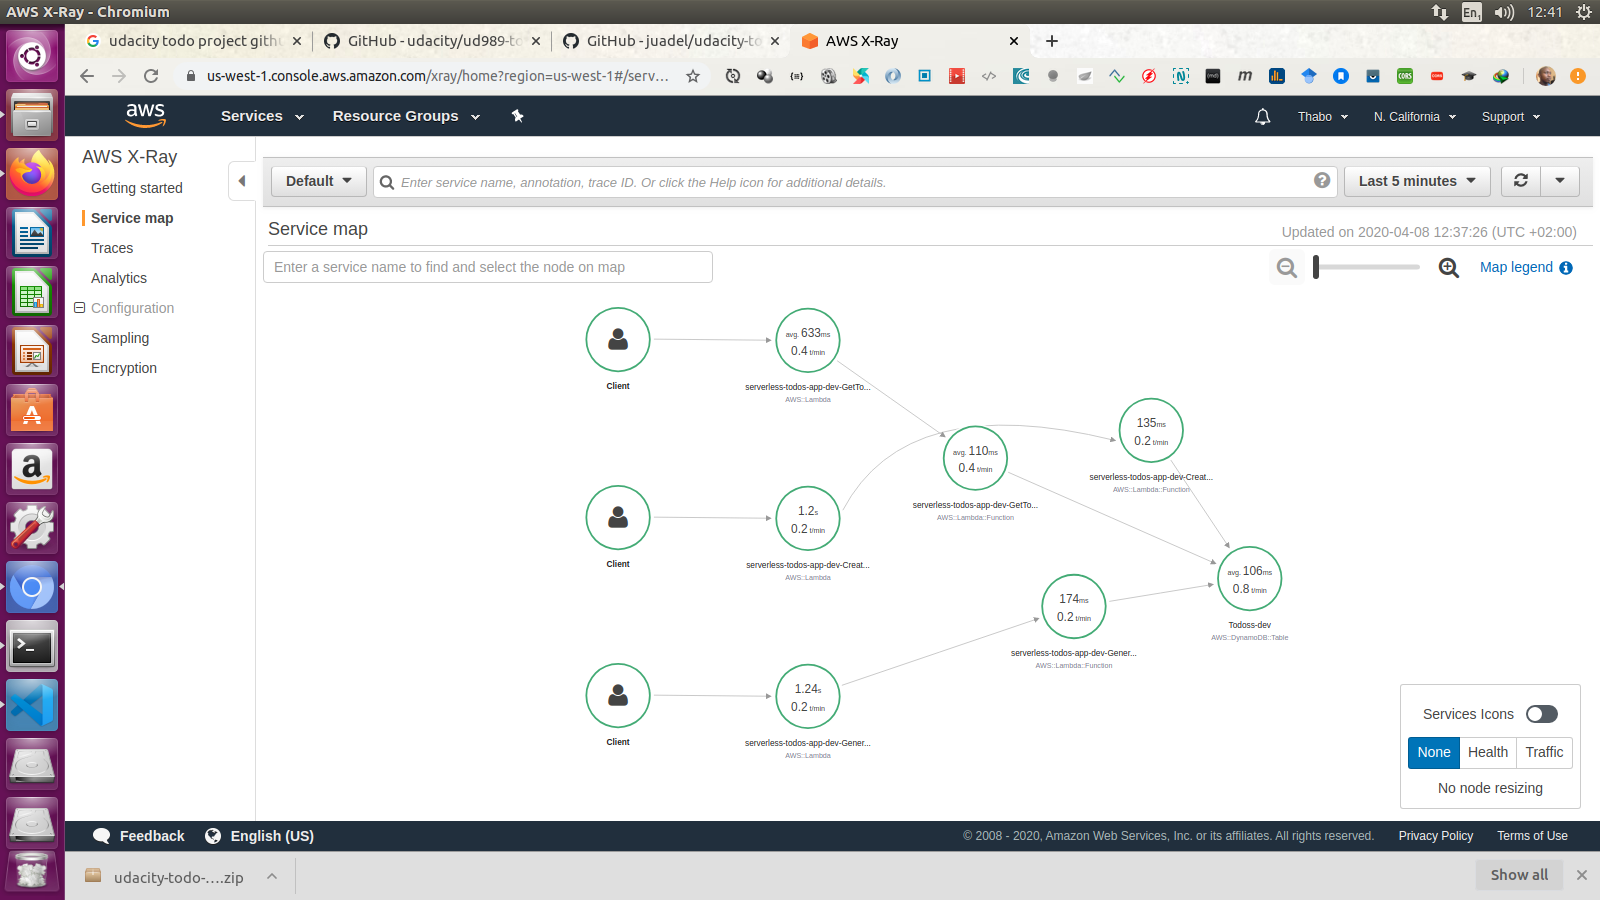 AWS X-Ray - Chromium
En1
12:41
udacity todo project gith
GitHub - udacity/ud989-to
GitHub - juadel/udacity-to
AWS X-Ray
us-west-1.console.aws.amazon.com/xray/home?region=us-west-1#/serv...
aws
Services
Resource Groups
Thabo
N. California
Support
AWS X-Ray
Getting started
Service map
Traces
Analytics
Configuration
Sampling
Encryption
Default
Enter service name, annotation, trace ID. Or click the Help icon for additional details.
Last 5 minutes
Service map
Updated on 2020-04-08 12:37:26 (UTC +02:00)
Enter a service name to find and select the node on map
Map legend
Client
avg. 633ms
0.4 t/min
serverless-todos-app-dev-GetTo...
AWS::Lambda
135ms
0.2 t/min
serverless-todos-app-dev-Creat...
AWS::Lambda::Function
avg. 110ms
0.4 t/min
serverless-todos-app-dev-GetTo...
AWS::Lambda::Function
Client
1.2s
0.2 t/min
serverless-todos-app-dev-Creat...
AWS::Lambda
avg. 106ms
0.8 t/min
Todoss-dev
AWS::DynamoDB::Table
174ms
0.2 t/min
serverless-todos-app-dev-Gener...
AWS::Lambda::Function
Client
1.24s
0.2 t/min
serverless-todos-app-dev-Gener...
AWS::Lambda
Services Icons
None
Health
Traffic
No node resizing
Feedback
English (US)
© 2008 - 2020, Amazon Web Services, Inc. or its affiliates. All rights reserved.
Privacy Policy
Terms of Use
udacity-todo-....zip
Show all